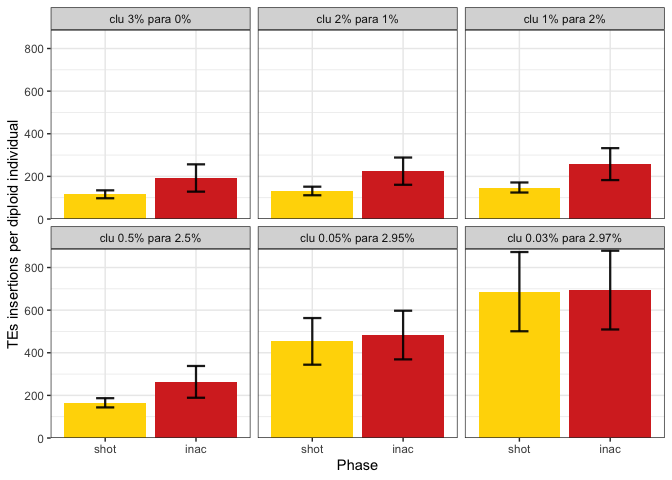 clu 3% para 0%
clu 2% para 1%
clu 1% para 2%
800
600
400
200
0
clu 0.5% para 2.5%
clu 0.05% para 2.95%
clu 0.03% para 2.97%
800
600
400
200
0
shot
inac
shot
inac
shot
inac
Phase
TEs insertions per diploid individual